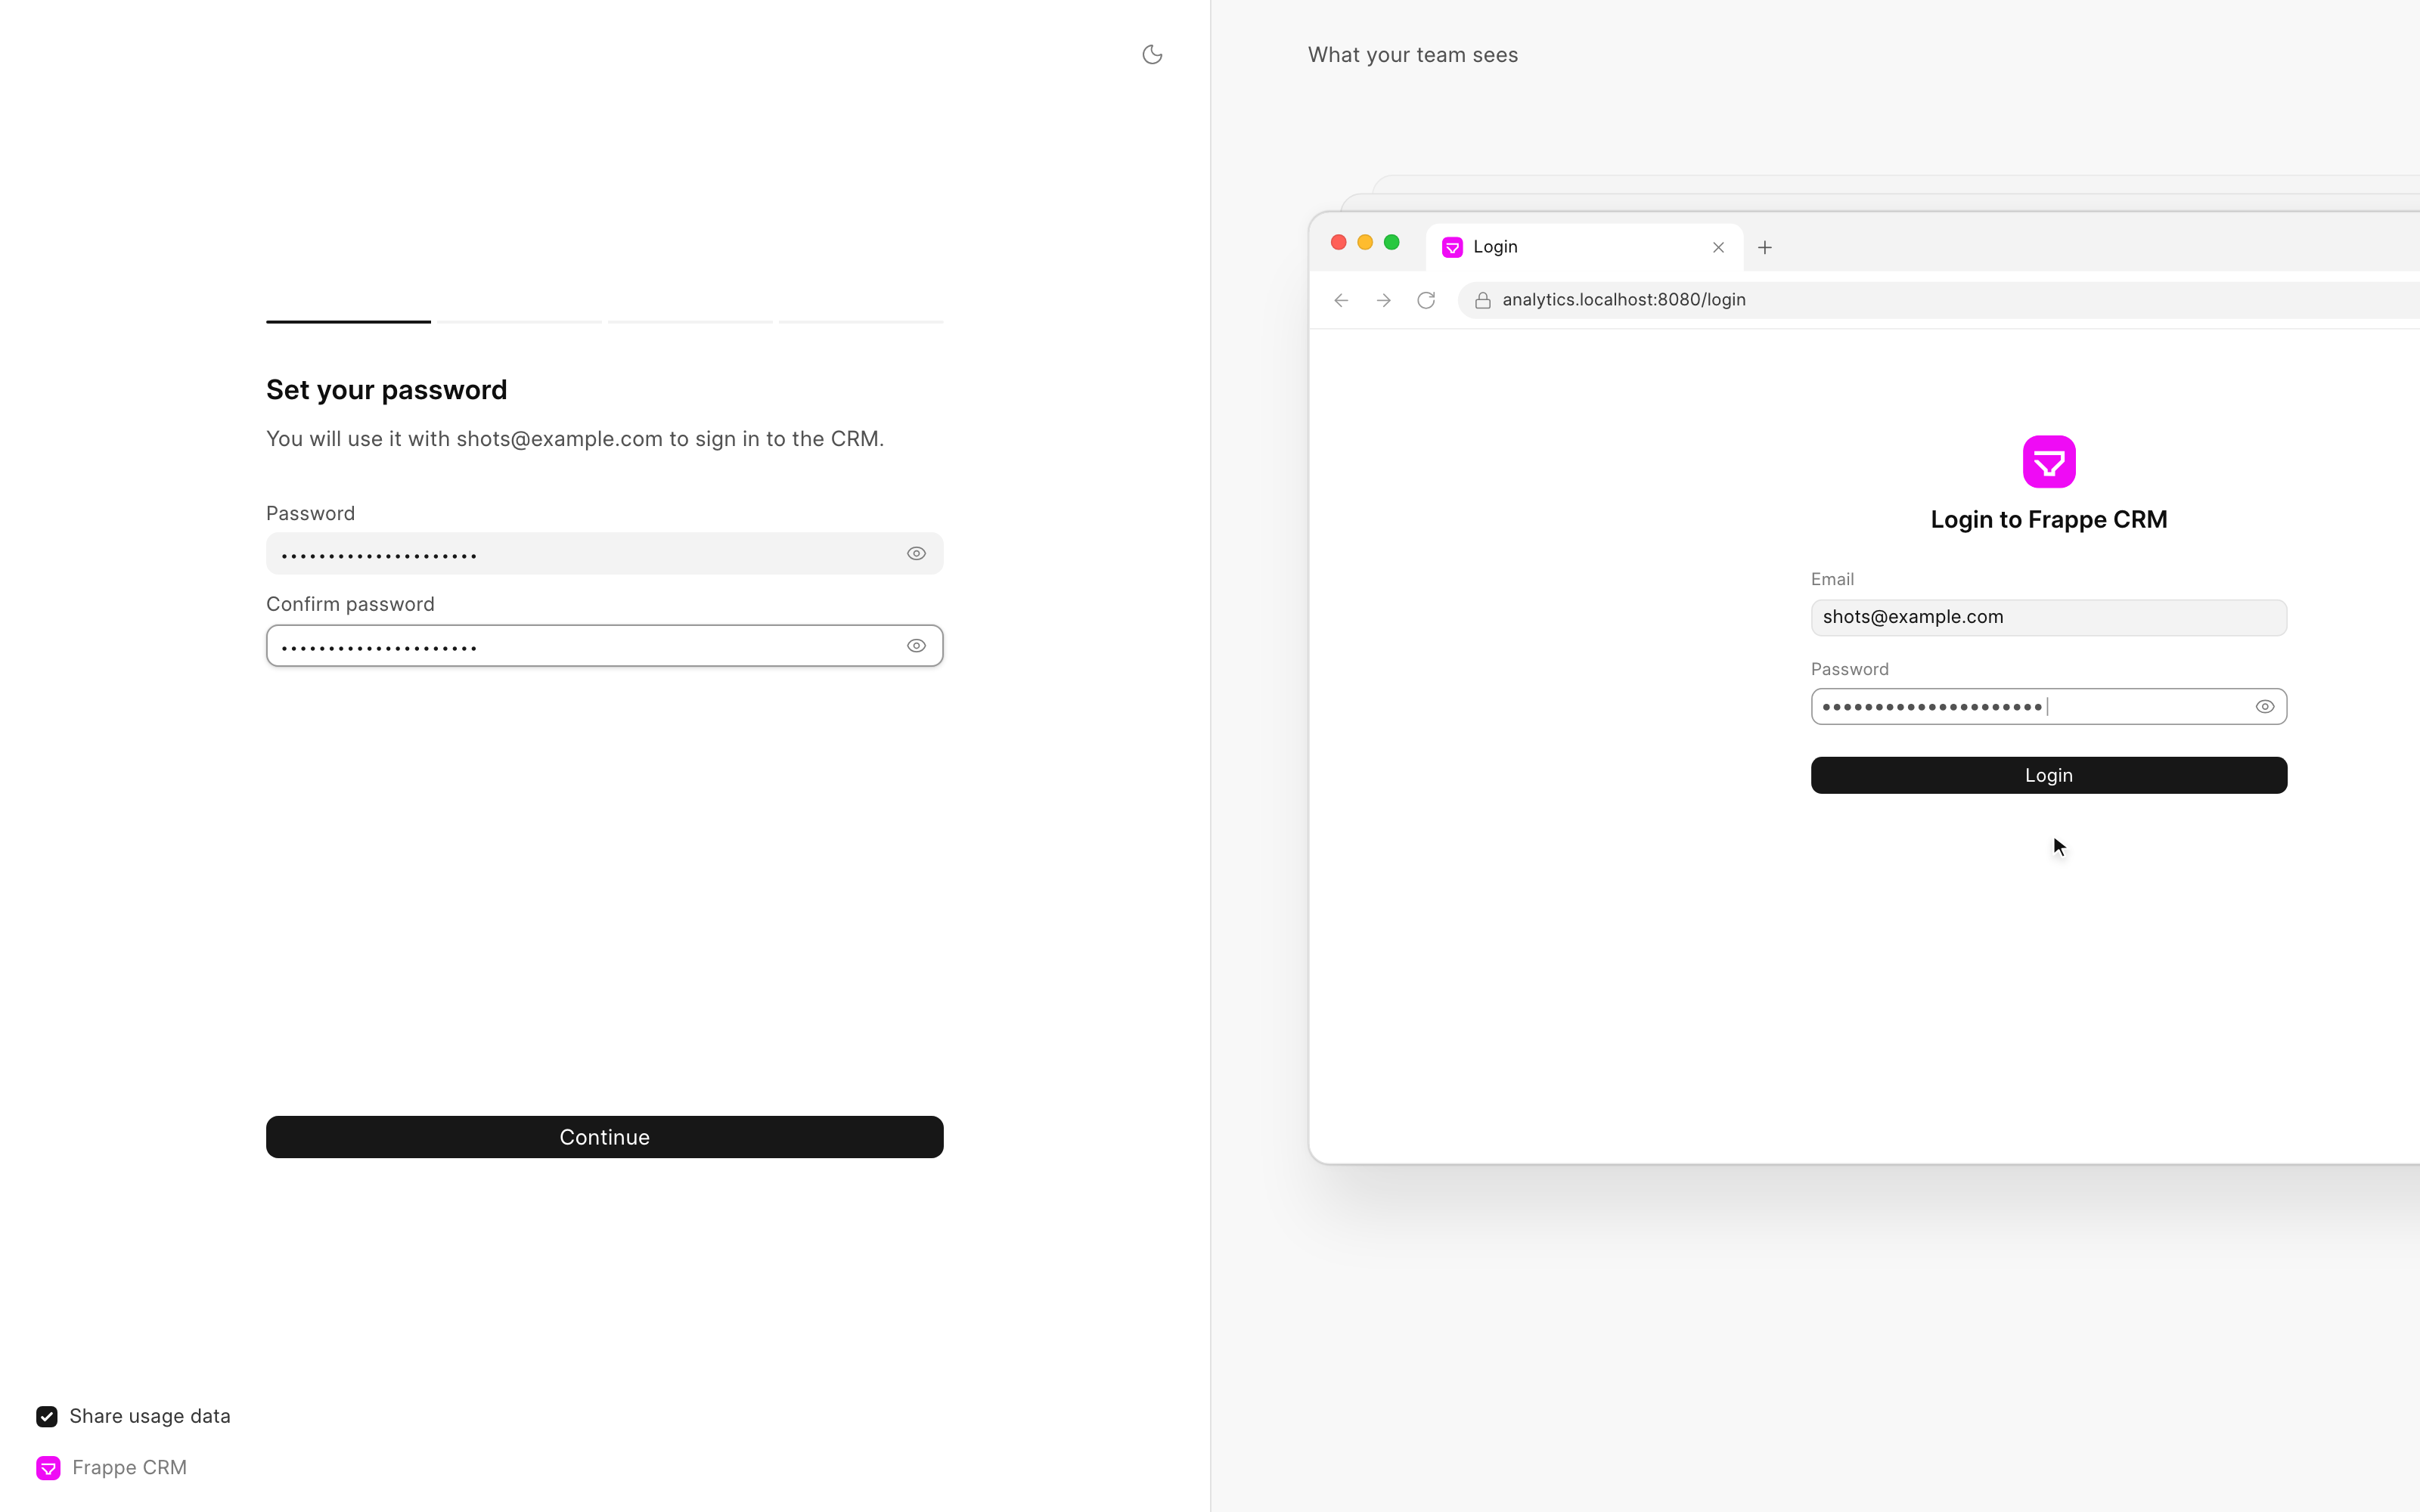 Set your password
You will use it with shots@example.com to sign in to the CRM.
Password
Confirm password
Continue
Share usage data
Frappe CRM
What your team sees
Login
analytics.localhost:8080/login
Login to Frappe CRM
Email
shots@example.com
Password
Login